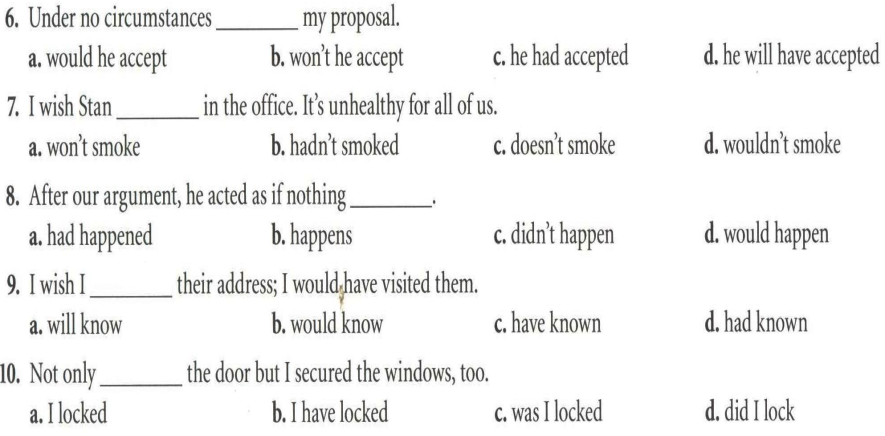 6. Under no circumstances ________ my proposal.
a. would he accept b. won't he accept c. he had accepted d. he will have accepted
7. I wish Stan ________ in the office. It's unhealthy for all of us.
a. won't smoke b. hadn't smoked c. doesn't smoke d. wouldn't smoke
8. After our argument, he acted as if nothing ________.
a. had happened b. happens c. didn't happen d. would happen
9. I wish I ________ their address; I would have visited them.
a. will know b. would know c. have known d. had known
10. Not only ________ the door but I secured the windows, too.
a. I locked b. I have locked c. was I locked d. did I lock